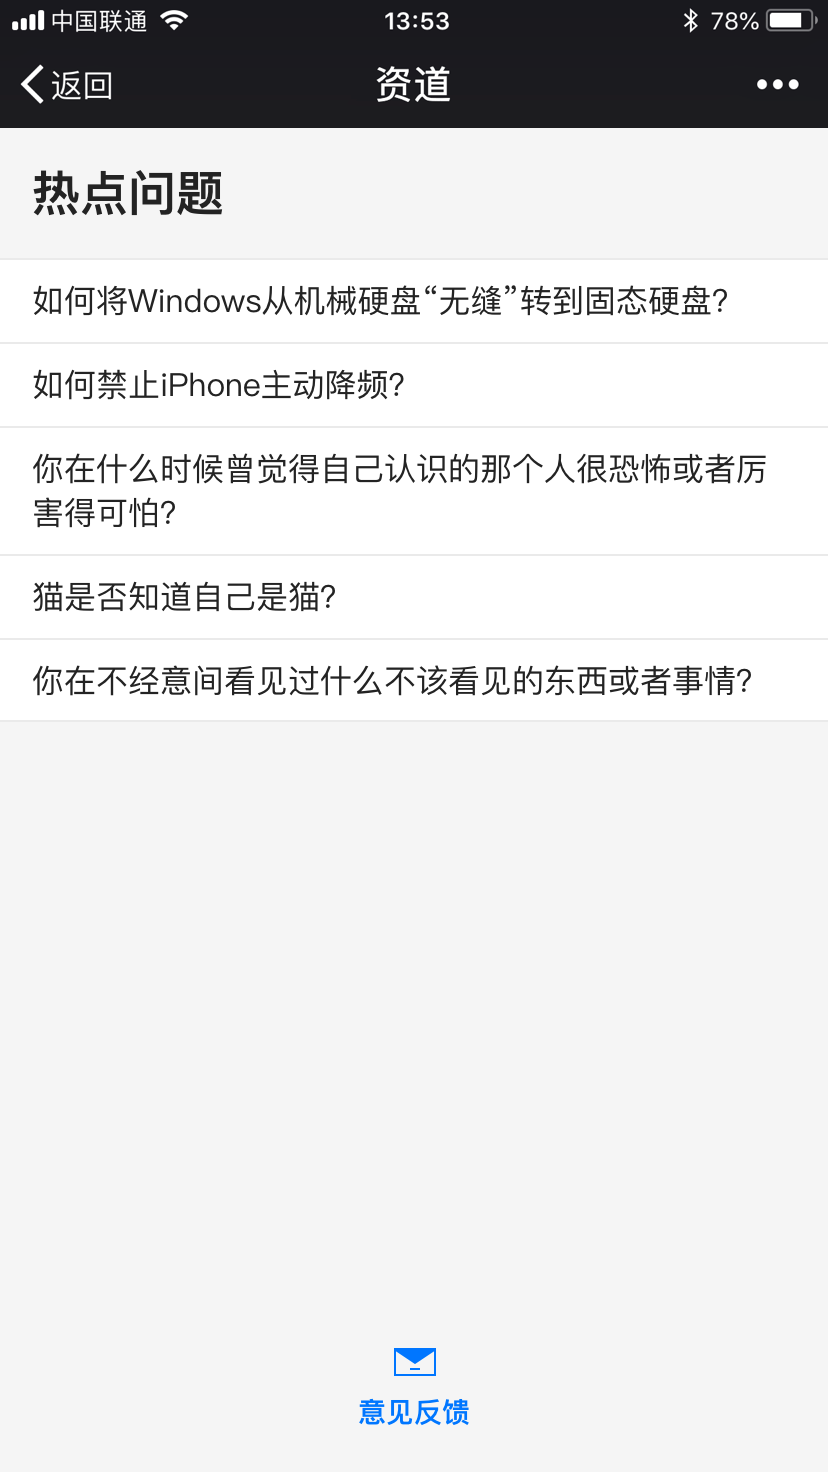 中国联通 13:53 78%
返回 资道
热点问题
如何将Windows从机械硬盘“无缝”转到固态硬盘?
如何禁止iPhone主动降频?
你在什么时候曾觉得自己认识的那个人很恐怖或者厉
害得可怕?
猫是否知道自己是猫?
你在不经意间看见过什么不该看见的东西或者事情?
意见反馈